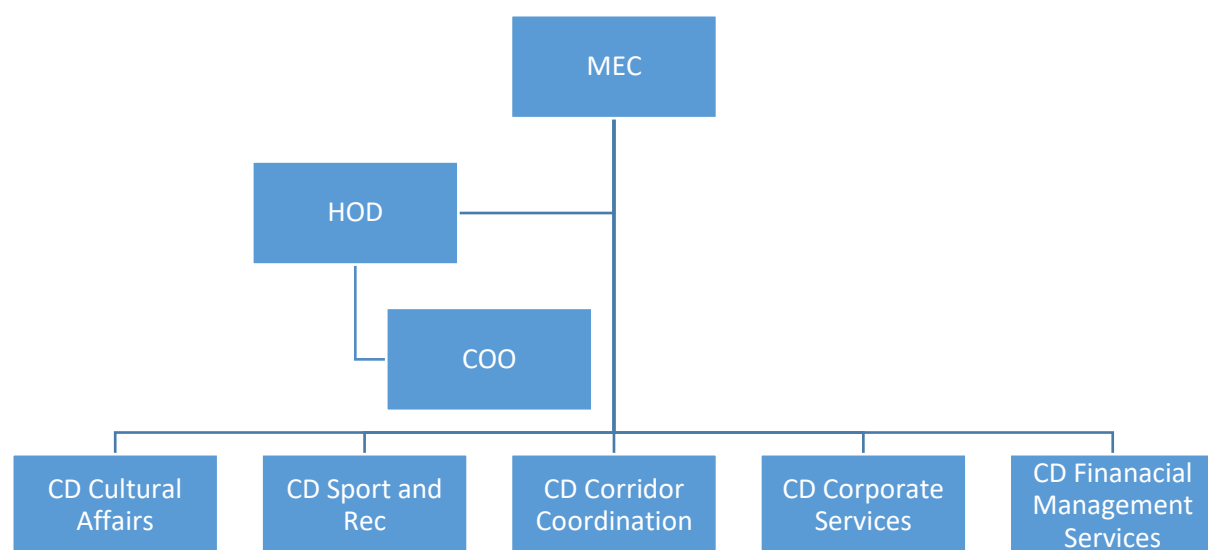 MEC
HOD
COO
CD Cultural
Affairs
CD Sport and
Rec
CD Corridor
Coordination
CD Corporate
Services
CD Finanacial
Management
Services